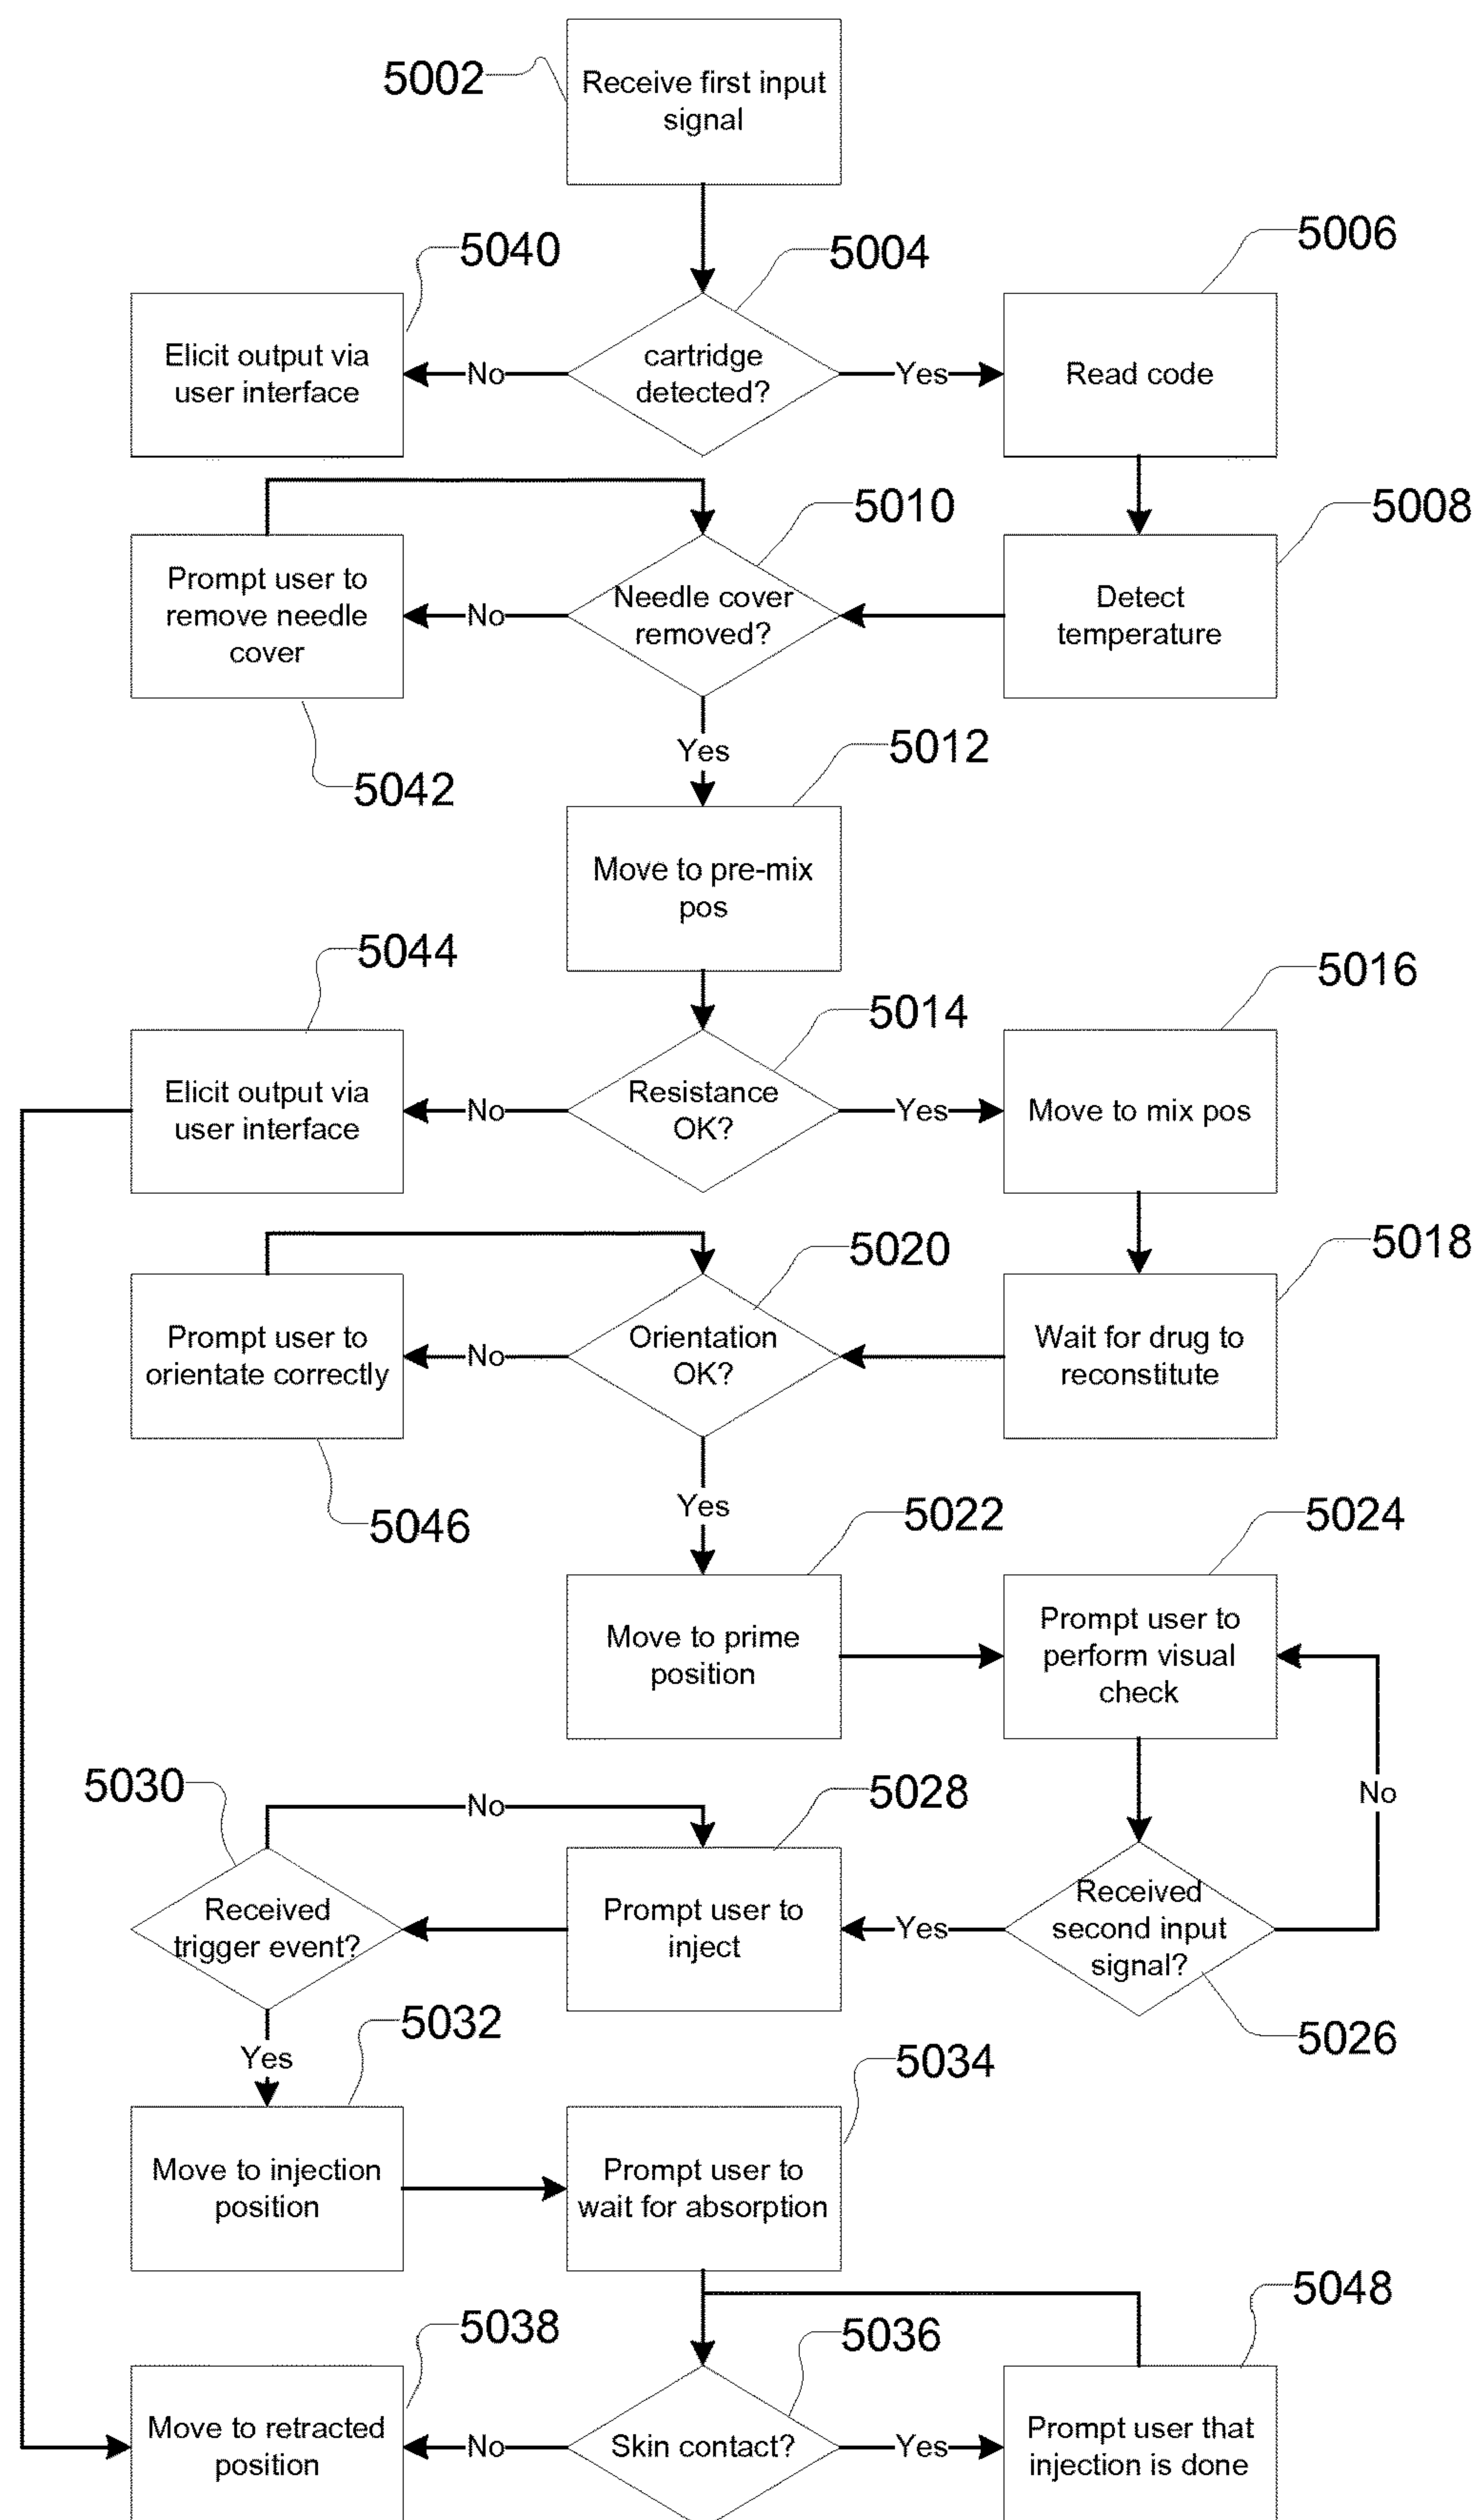 5002
Receive first input
signal
5040
5004
5006
Elicit output via
user interface
No
cartridge
detected?
Yes
Read code
5010
5008
Prompt user to
remove needle
cover
No
Needle cover
removed?
Detect
temperature
Yes
5012
5042
Move to pre-mix
pos
5044
5014
5016
Elicit output via
user interface
No
Resistance
OK?
Yes
Move to mix pos
5020
5018
Prompt user to
orientate correctly
No
Orientation
OK?
Wait for drug to
reconstitute
Yes
5046
5022
5024
Move to prime
position
Prompt user to
perform visual
check
5030
No
5028
No
Received
trigger event?
Prompt user to
inject
Yes
Received
second input
signal?
5032
5026
Yes
5034
Move to injection
position
Prompt user to
wait for absorption
5048
5038
5036
Move to retracted
position
No
Skin contact?
Yes
Prompt user that
injection is done